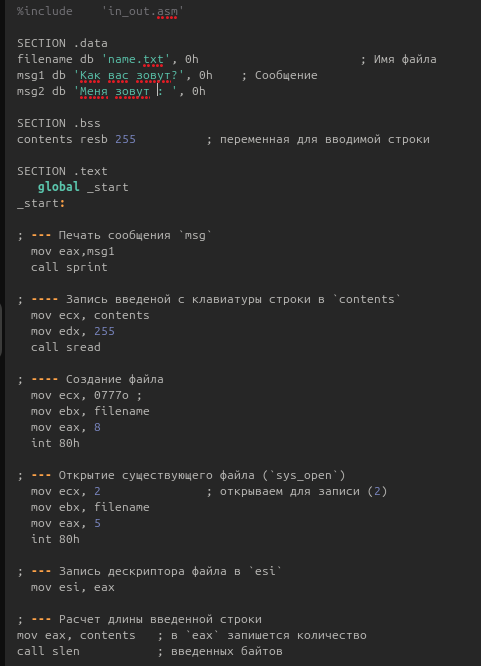 %include    'in_out.asm'
SECTION .data
filename db 'name.txt', 0h                       ; Имя файла
msg1 db 'Как вас зовут?', 0h    ; Сообщение
msg2 db 'Меня зовут : ', 0h
SECTION .bss
contents resb 255          ; переменная для вводимой строки
SECTION .text
   global _start
_start:
; --- Печать сообщения `msg`
  mov eax,msg1
  call sprint
; ---- Запись введеной с клавиатуры строки в `contents`
  mov ecx, contents
  mov edx, 255
  call sread
; ---- Создание файла
  mov ecx, 0777o ;
  mov ebx, filename
  mov eax, 8
  int 80h
; --- Открытие существующего файла (`sys_open`)
  mov ecx, 2               ; открываем для записи (2)
  mov ebx, filename
  mov eax, 5
  int 80h
; --- Запись дескриптора файла в `esi`
  mov esi, eax
; --- Расчет длины введенной строки
mov eax, contents   ; в `eax` запишется количество
call slen           ; введенных байтов